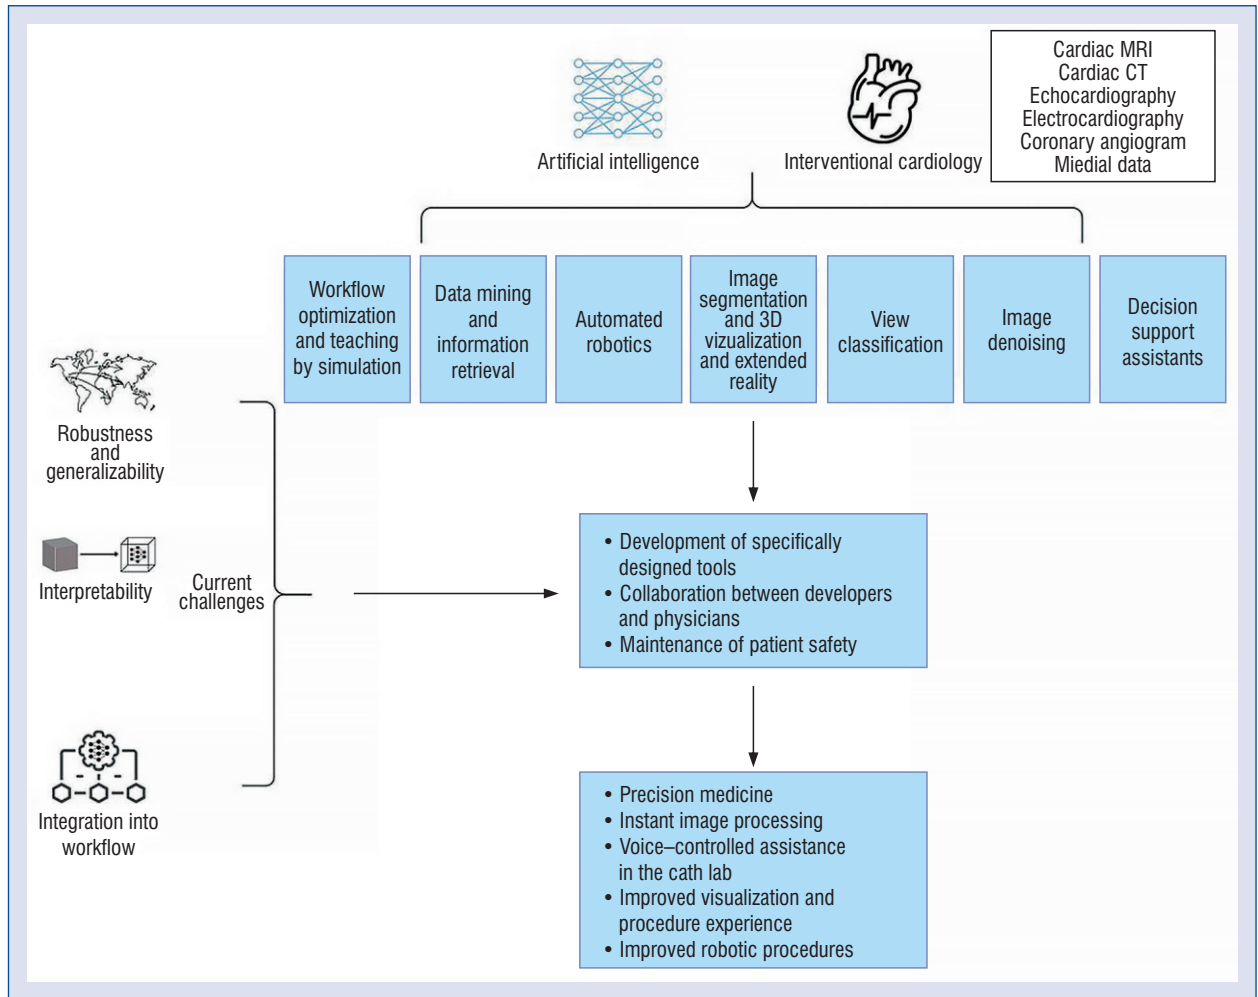 Cardiac MRI
Cardiac CT
Echocardiography
Electrocardiography
Coronary angiogram
Miedial data
Artificial intelligence
Interventional cardiology
Workflow
optimization
and teaching
by simulation
Data mining
and
information
retrieval
Automated
robotics
Image
segmentation
and 3D
vizualization
and extended
reality
View
classification
Image
denoising
Decision
support
assistants
Robustness
and
generalizability
Interpretability
Current
challenges
Integration into
workflow
• Development of specifically
designed tools
• Collaboration between developers
and physicians
• Maintenance of patient safety
• Precision medicine
• Instant image processing
• Voice–controlled assistance
in the cath lab
• Improved visualization and
procedure experience
• Improved robotic procedures